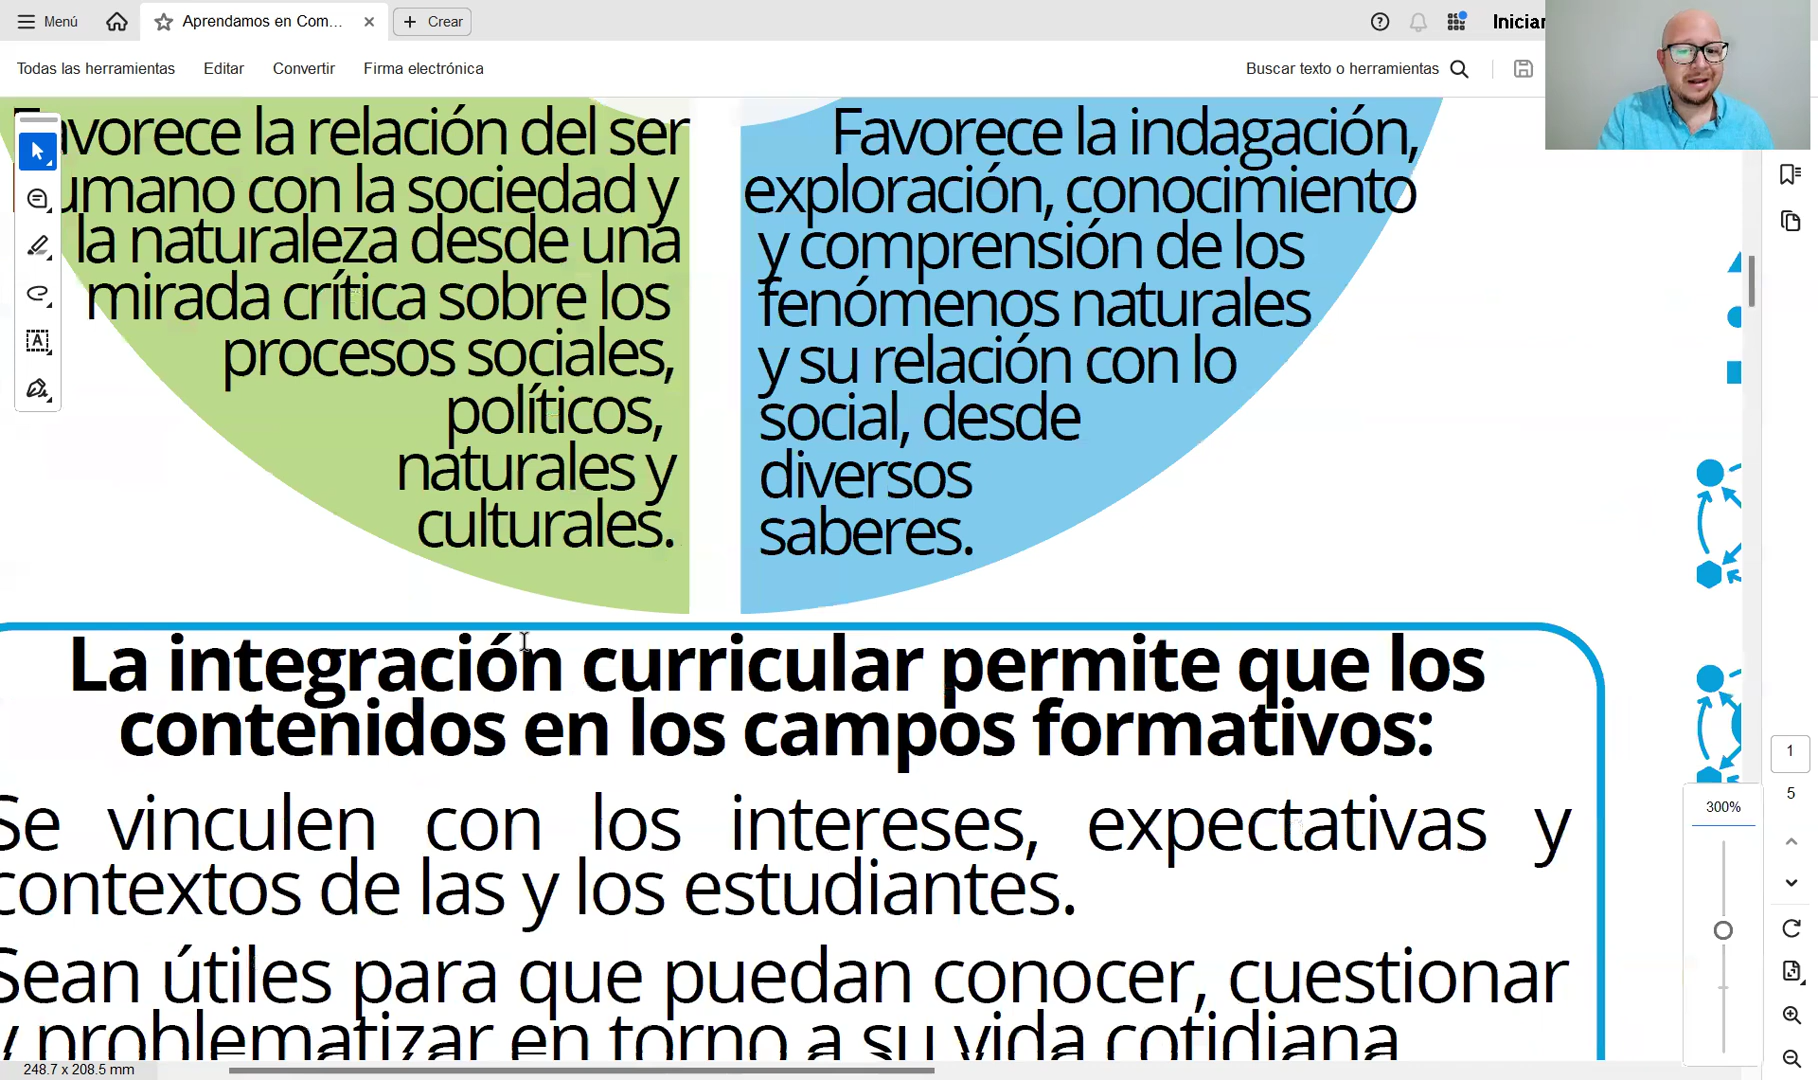 Menú
Aprendamos en Com...
Crear
Iniciar
Todas las herramientas
Editar
Convertir
Firma electrónica
Buscar texto o herramientas
avorece la relación del ser
umano con la sociedad y
la naturaleza desde una
mirada crítica sobre los
procesos sociales,
políticos,
naturales y
culturales.
Favorece la indagación,
exploración, conocimiento
y comprensión de los
fenómenos naturales
y su relación con lo
social, desde
diversos
saberes.
La integración curricular permite que los
contenidos en los campos formativos:
Se vinculen con los intereses, expectativas y
contextos de las y los estudiantes.
Sean útiles para que puedan conocer, cuestionar
y problematizar en torno a su vida cotidiana
1
5
300%
248.7 x 208.5 mm